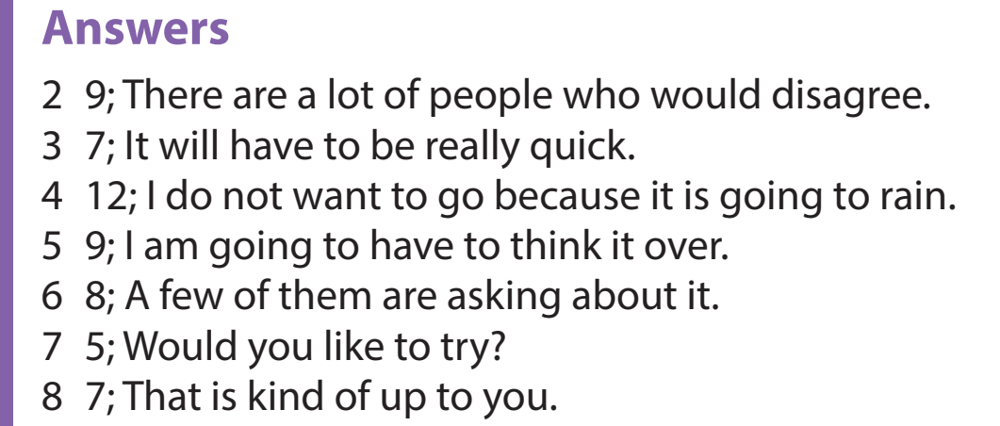 Answers
2 9; There are a lot of people who would disagree.
3 7; It will have to be really quick.
4 12; I do not want to go because it is going to rain.
5 9; I am going to have to think it over.
6 8; A few of them are asking about it.
7 5; Would you like to try?
8 7; That is kind of up to you.